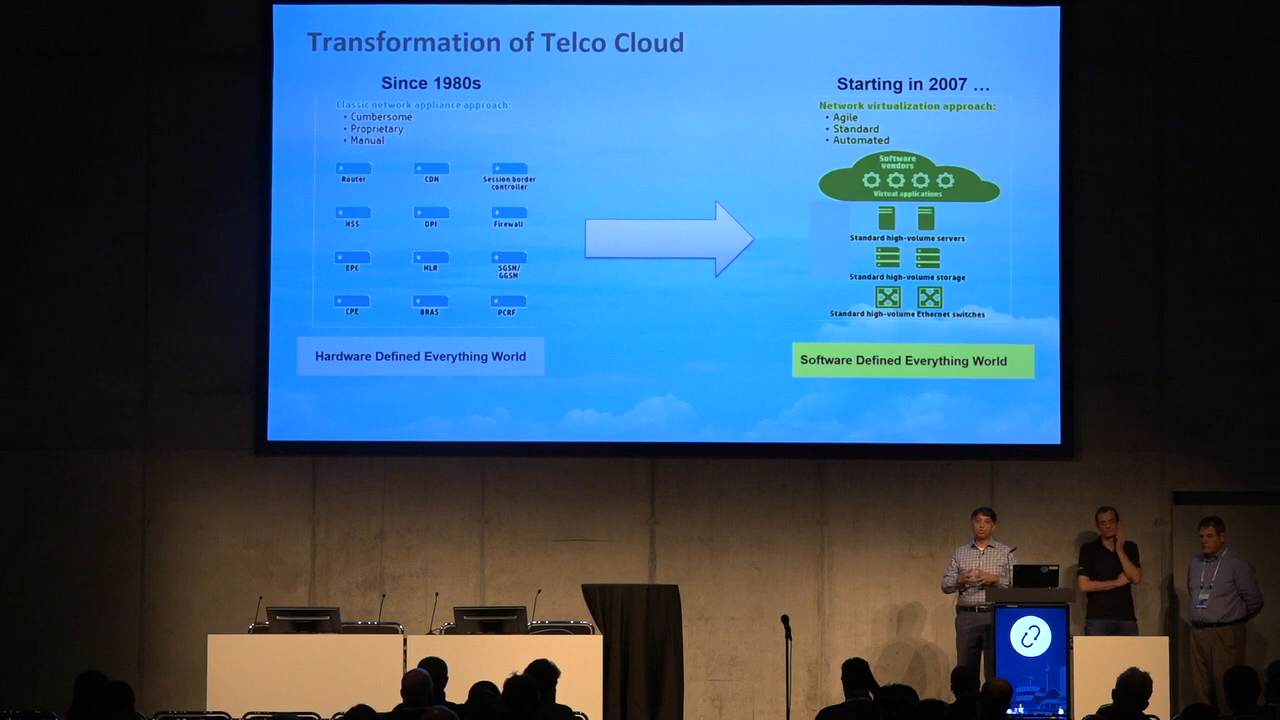 Transformation of Telco Cloud
Since 1980s
Classic network appliance approach:
• Cumbersome
• Proprietary
• Manual
Router
CDN
Session border
controller
HSS
DPI
Firewall
EPC
HLR
SGSN/
GGSN
CPE
BRAS
PCRF
Hardware Defined Everything World
Starting in 2007 ...
Network virtualization approach:
• Agile
• Standard
• Automated
Software
vendors
Virtual applications
Standard high-volume servers
Standard high-volume storage
Standard high-volume Ethernet switches
Software Defined Everything World